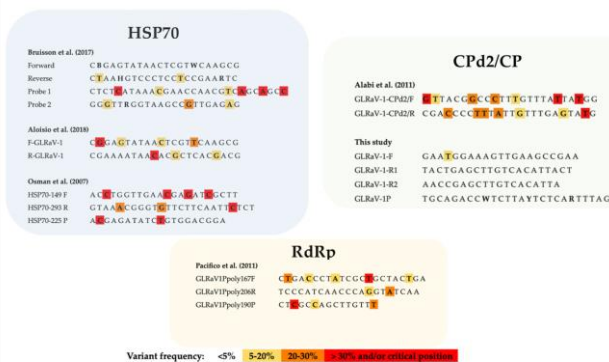 HSP70
Bruisson et al. (2017)
Forward CBGAGTATAACTCGTWCAAGCG
Reverse CTAAHGTCCCTCCTCCGAARTC
Probe 1 CTCTCATAAACGAACCAACGTCAGCAGCC
Probe 2 GGGTTRGGTAAGCCGTTGAGAG
Aloisio et al. (2018)
F-GLRaV-1 CGGAGTATAACTCGTTCAAGCG
R-GLRaV-1 CGAAAATAACACGCTCACGACG
Osman et al. (2007)
HSP70-149 F ACCTGGTTGAACGAGATCGCTT
HSP70-293 R GTAAACGGGTGTTCTTCAATTCTCT
HSP70-225 P ACGAGATATCTGTGGACGGA
CPd2/CP
Alabi et al. (2011)
GLRaV-1-CPd2/F GTTACGGCCCTTTGTTTATTATGG
GLRaV-1-CPd2/R CGACCCCTTTATTGTTTGAGTATG
This study
GLRaV-1-F GAATGGAAAGTTGAAGCCGAA
GLRaV-1-R1 TACTGAGCTTGTCACATTACT
GLRaV-1-R2 AACCGAGCTTGTCACATTA
GLRaV-1P TGCAGACCWTCTTAYTCTCARTTTAG
RdRp
Pacifico et al. (2011)
GLRaV1Ppoly167F CTGACCCTATCGCTGCTACTGA
GLRaV1Ppoly206R TCCCATCAACCCAGGTATCAA
GLRaV1Ppoly190P CTCGCCAGCTTGTTT
Variant frequency: <5% 5-20% 20-30% > 30% and/or critical position